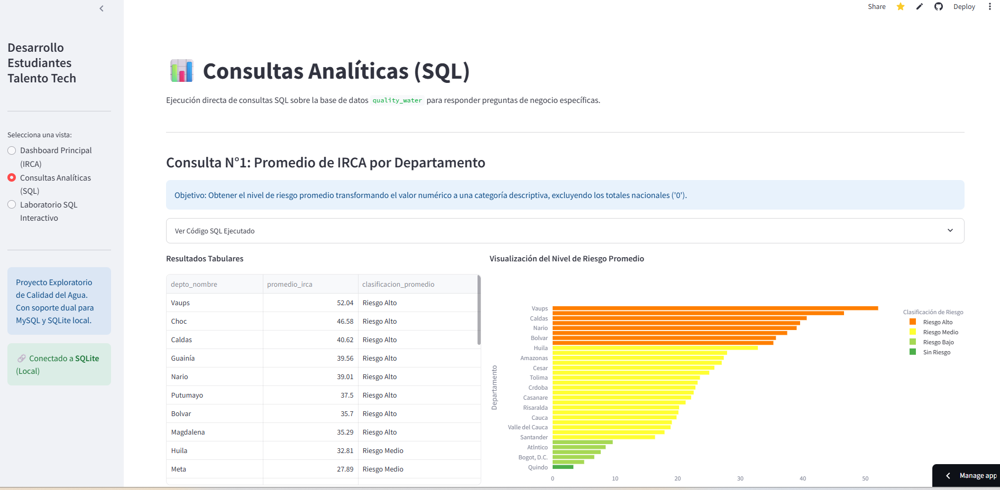 Share
Deploy
Desarrollo
Estudiantes
Talento Tech
Selecciona una vista:
Dashboard Principal
(IRCA)
Consultas Analíticas
(SQL)
Laboratorio SQL
Interactivo
Proyecto Exploratorio
de Calidad del Agua.
Con soporte dual para
MySQL y SQLite local.
Conectado a SQLite
(Local)
Consultas Analíticas (SQL)
Ejecución directa de consultas SQL sobre la base de datos quality_water para responder preguntas de negocio específicas.
Consulta N°1: Promedio de IRCA por Departamento
Objetivo: Obtener el nivel de riesgo promedio transformando el valor numérico a una categoría descriptiva, excluyendo los totales nacionales ('0').
Ver Código SQL Ejecutado
Resultados Tabulares
depto_nombre promedio_irca clasificacion_promedio
Vaups 52.04 Riesgo Alto
Choc 46.58 Riesgo Alto
Caldas 40.62 Riesgo Alto
Guainía 39.56 Riesgo Alto
Nario 39.01 Riesgo Alto
Putumayo 37.5 Riesgo Alto
Bolvar 35.7 Riesgo Alto
Magdalena 35.29 Riesgo Alto
Huila 32.81 Riesgo Medio
Meta 27.89 Riesgo Medio
Visualización del Nivel de Riesgo Promedio
Departamento
Vaups
Caldas
Nario
Bolvar
Huila
Amazonas
Cesar
Tolima
Crdoba
Casanare
Risaralda
Cauca
Valle del Cauca
Santander
Atlntico
Bogot, D.C.
Quindo
0 10 20 30 40 50
Clasificación de Riesgo
Riesgo Alto
Riesgo Medio
Riesgo Bajo
Sin Riesgo
Manage app